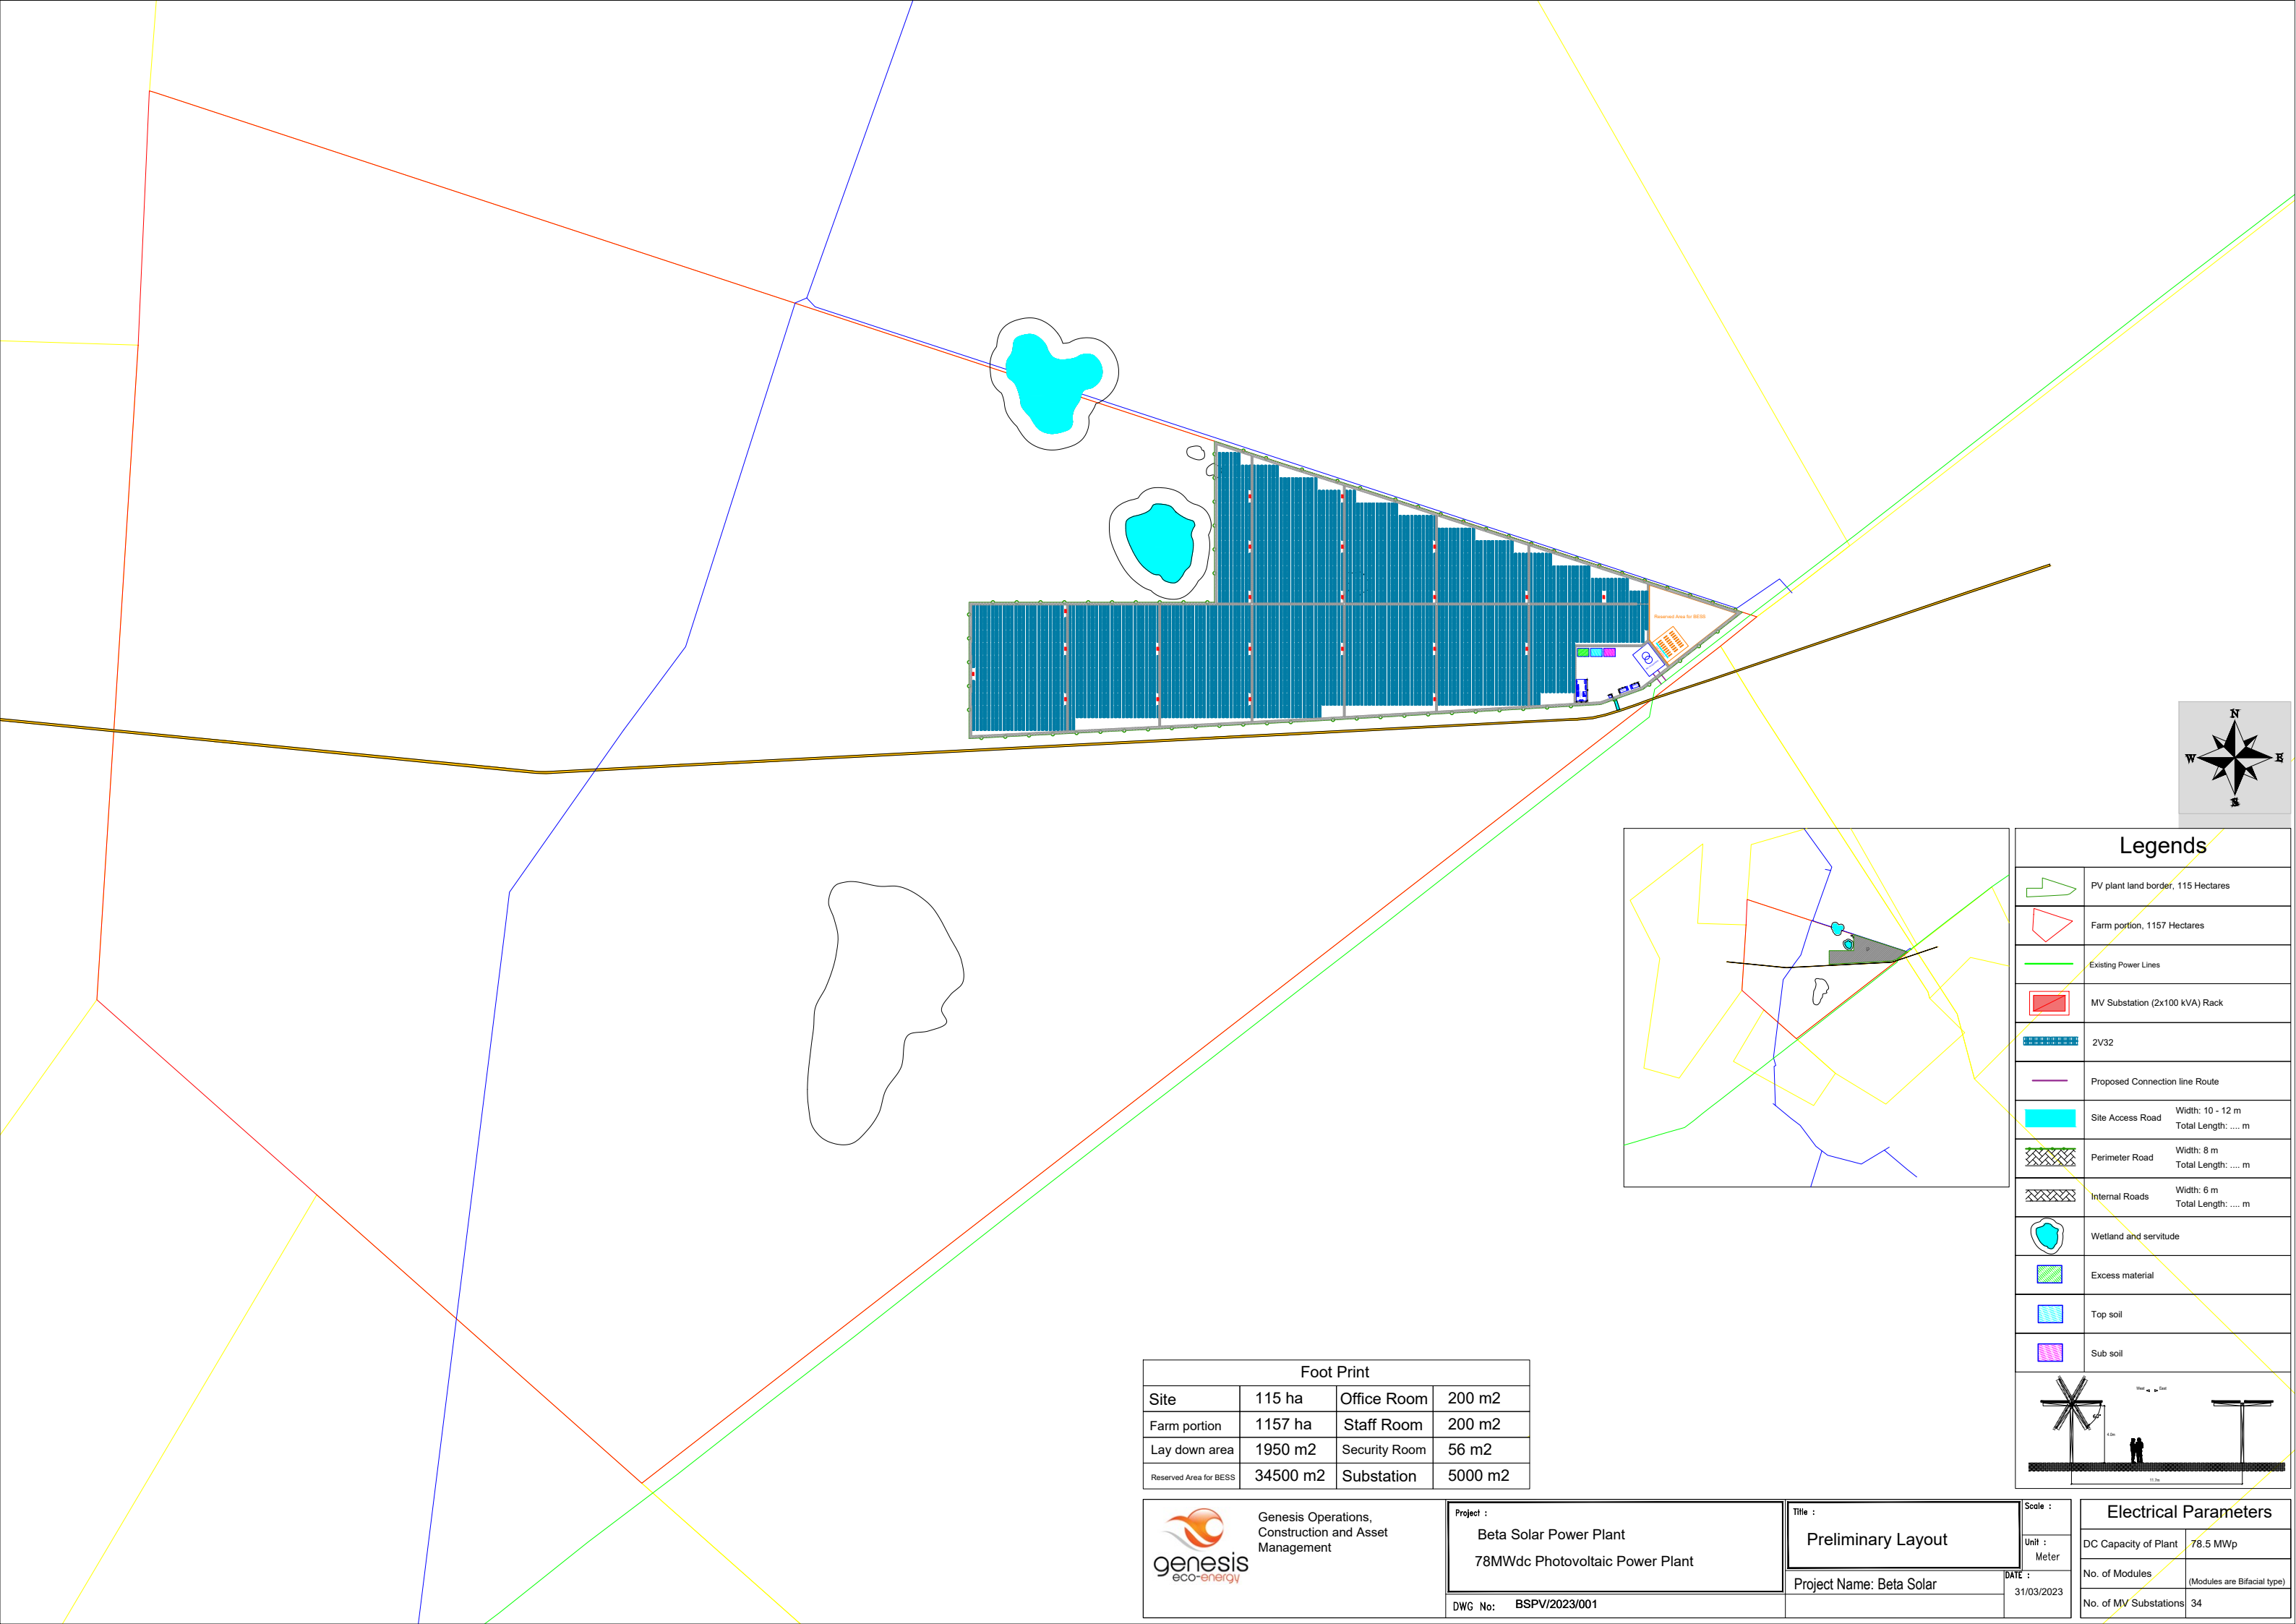 Reserved Area for BESS
N
W
E
S
Legends
PV plant land border, 115 Hectares
Farm portion, 1157 Hectares
Existing Power Lines
MV Substation (2x100 kVA) Rack
2V32
Proposed Connection line Route
Site Access Road Width: 10 - 12 m
Total Length: .... m
Perimeter Road Width: 8 m
Total Length: .... m
Internal Roads Width: 6 m
Total Length: .... m
Wetland and servitude
Excess material
Top soil
Sub soil
West East
Foot Print
Site 115 ha Office Room 200 m2
Farm portion 1157 ha Staff Room 200 m2
Lay down area 1950 m2 Security Room 56 m2
Reserved Area for BESS 34500 m2 Substation 5000 m2
genesis
eco-energy
Genesis Operations,
Construction and Asset
Management
Project :
Beta Solar Power Plant
78MWdc Photovoltaic Power Plant
DWG No: BSPV/2023/001
Title :
Preliminary Layout
Project Name: Beta Solar
Scale :
Unit :
Meter
DATE :
31/03/2023
Electrical Parameters
DC Capacity of Plant 78.5 MWp
No. of Modules (Modules are Bifacial type)
No. of MV Substations 34